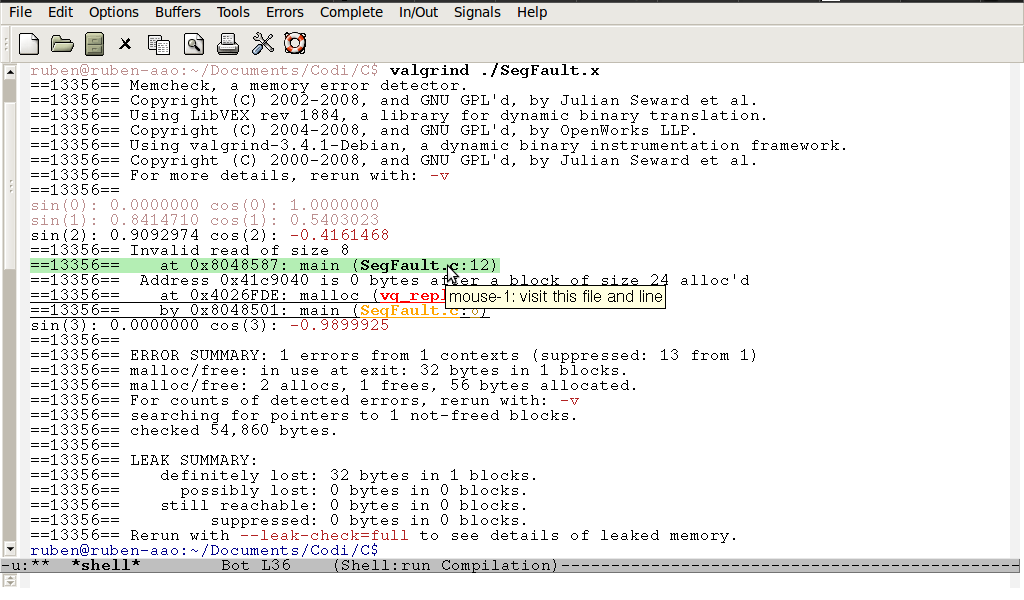 File Edit Options Buffers Tools Errors Complete In/Out Signals Help
ruben@ruben-aao:~/Documents/Codi/C$ valgrind ./SegFault.x
==13356== Memcheck, a memory error detector.
==13356== Copyright (C) 2002-2008, and GNU GPL'd, by Julian Seward et al.
==13356== Using LibVEX rev 1884, a library for dynamic binary translation.
==13356== Copyright (C) 2004-2008, and GNU GPL'd, by OpenWorks LLP.
==13356== Using valgrind-3.4.1-Debian, a dynamic binary instrumentation framework.
==13356== Copyright (C) 2000-2008, and GNU GPL'd, by Julian Seward et al.
==13356== For more details, rerun with: -v
==13356==
sin(0): 0.0000000 cos(0): 1.0000000
sin(1): 0.8414710 cos(1): 0.5403023
sin(2): 0.9092974 cos(2): -0.4161468
==13356== Invalid read of size 8
==13356==    at 0x8048587: main (SegFault.c:12)
==13356==  Address 0x41c9040 is 0 bytes after a block of size 24 alloc'd
==13356==    at 0x4026FDE: malloc (vg_repl
mouse-1: visit this file and line
==13356==    by 0x8048501: main (SegFault.c:
sin(3): 0.0000000 cos(3): -0.9899925
==13356==
==13356== ERROR SUMMARY: 1 errors from 1 contexts (suppressed: 13 from 1)
==13356== malloc/free: in use at exit: 32 bytes in 1 blocks.
==13356== malloc/free: 2 allocs, 1 frees, 56 bytes allocated.
==13356== For counts of detected errors, rerun with: -v
==13356== searching for pointers to 1 not-freed blocks.
==13356== checked 54,860 bytes.
==13356==
==13356== LEAK SUMMARY:
==13356==    definitely lost: 32 bytes in 1 blocks.
==13356==      possibly lost: 0 bytes in 0 blocks.
==13356==    still reachable: 0 bytes in 0 blocks.
==13356==         suppressed: 0 bytes in 0 blocks.
==13356== Rerun with --leak-check=full to see details of leaked memory.
ruben@ruben-aao:~/Documents/Codi/C$
-u:**  *shell*        Bot L36    (Shell:run Compilation)----------------------------------------------